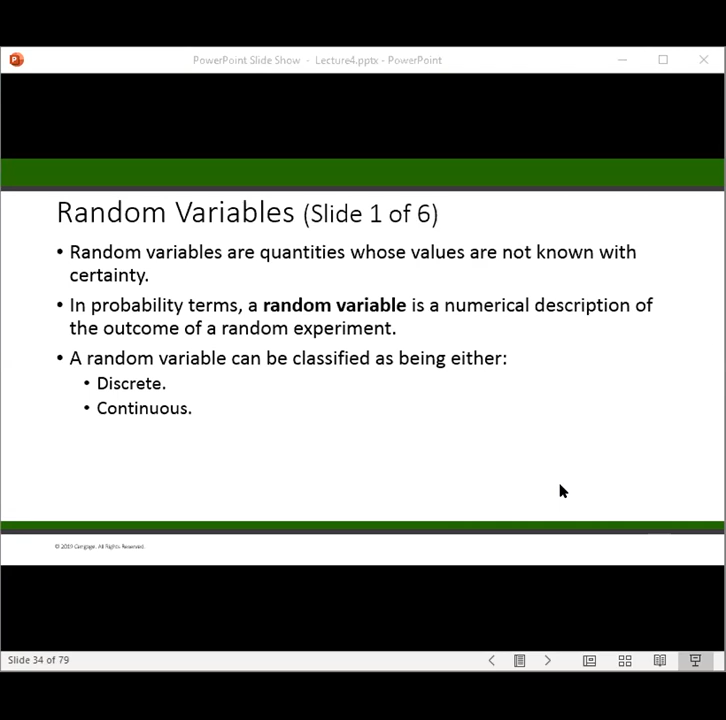 PowerPoint Slide Show - Lecture4.pptx - PowerPoint
Random Variables (Slide 1 of 6)
• Random variables are quantities whose values are not known with
certainty.
• In probability terms, a random variable is a numerical description of
the outcome of a random experiment.
• A random variable can be classified as being either:
• Discrete.
• Continuous.
© 2019 Cengage. All Rights Reserved.
Slide 34 of 79